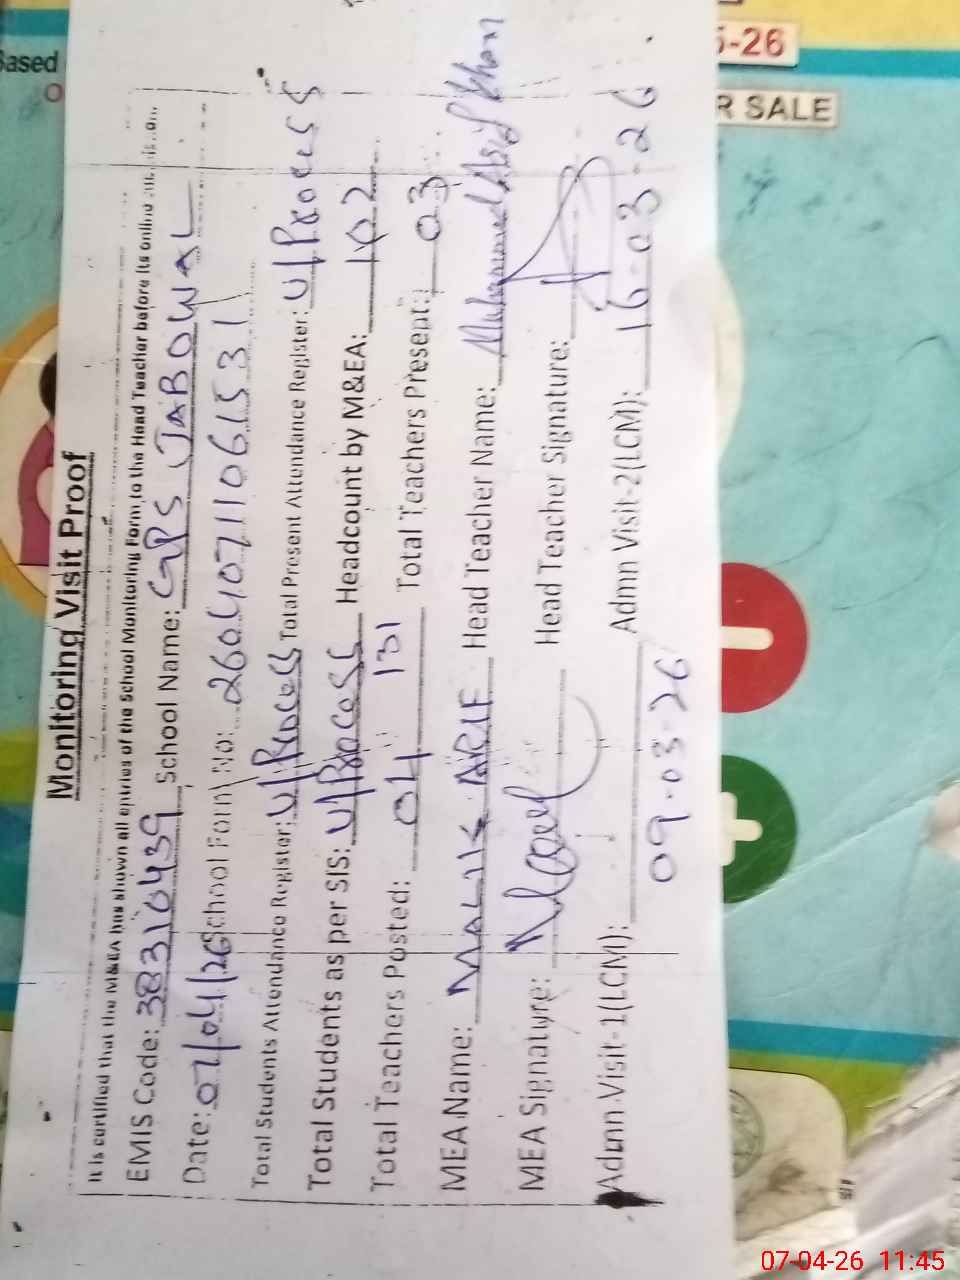 Monitoring Visit Proof
It is certified that the M&EA has shown all entries of the School Monitoring Form to the Head Teacher before its online
EMIS Code: 38310439 School Name: GPS JABOWAL
Date: 07/04/26 School Form No: 26040711061531
Total Students Attendance Register: U/Process Total Present Attendance Register: U/Process
Total Students as per SIS: U/Process Headcount by M&EA: 102
Total Teachers Posted: 04 131 Total Teachers Present: 03
MEA Name: MALIK ARIF Head Teacher Name: Muhammad Asif Khan
MEA Signature: Head Teacher Signature:
Admn Visit-1(LCM): 09-03-26 Admn Visit-2(LCM): 16-03-26
Based
5-26
R SALE
07-04-26 11:45